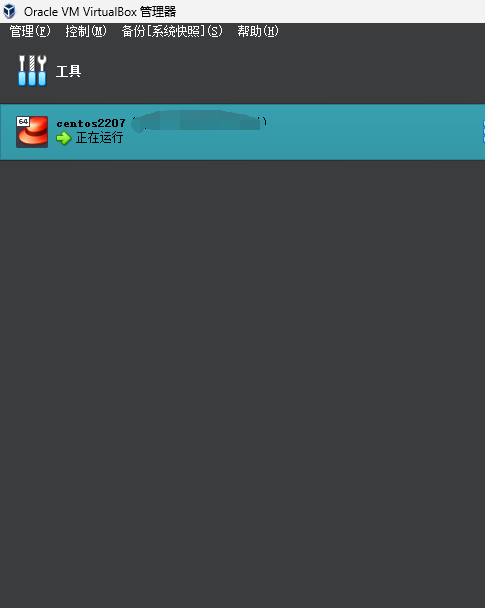 Oracle VM VirtualBox 管理器
管理(F) 控制(M) 备份[系统快照](S) 帮助(H)
工具
64
centos2207
正在运行